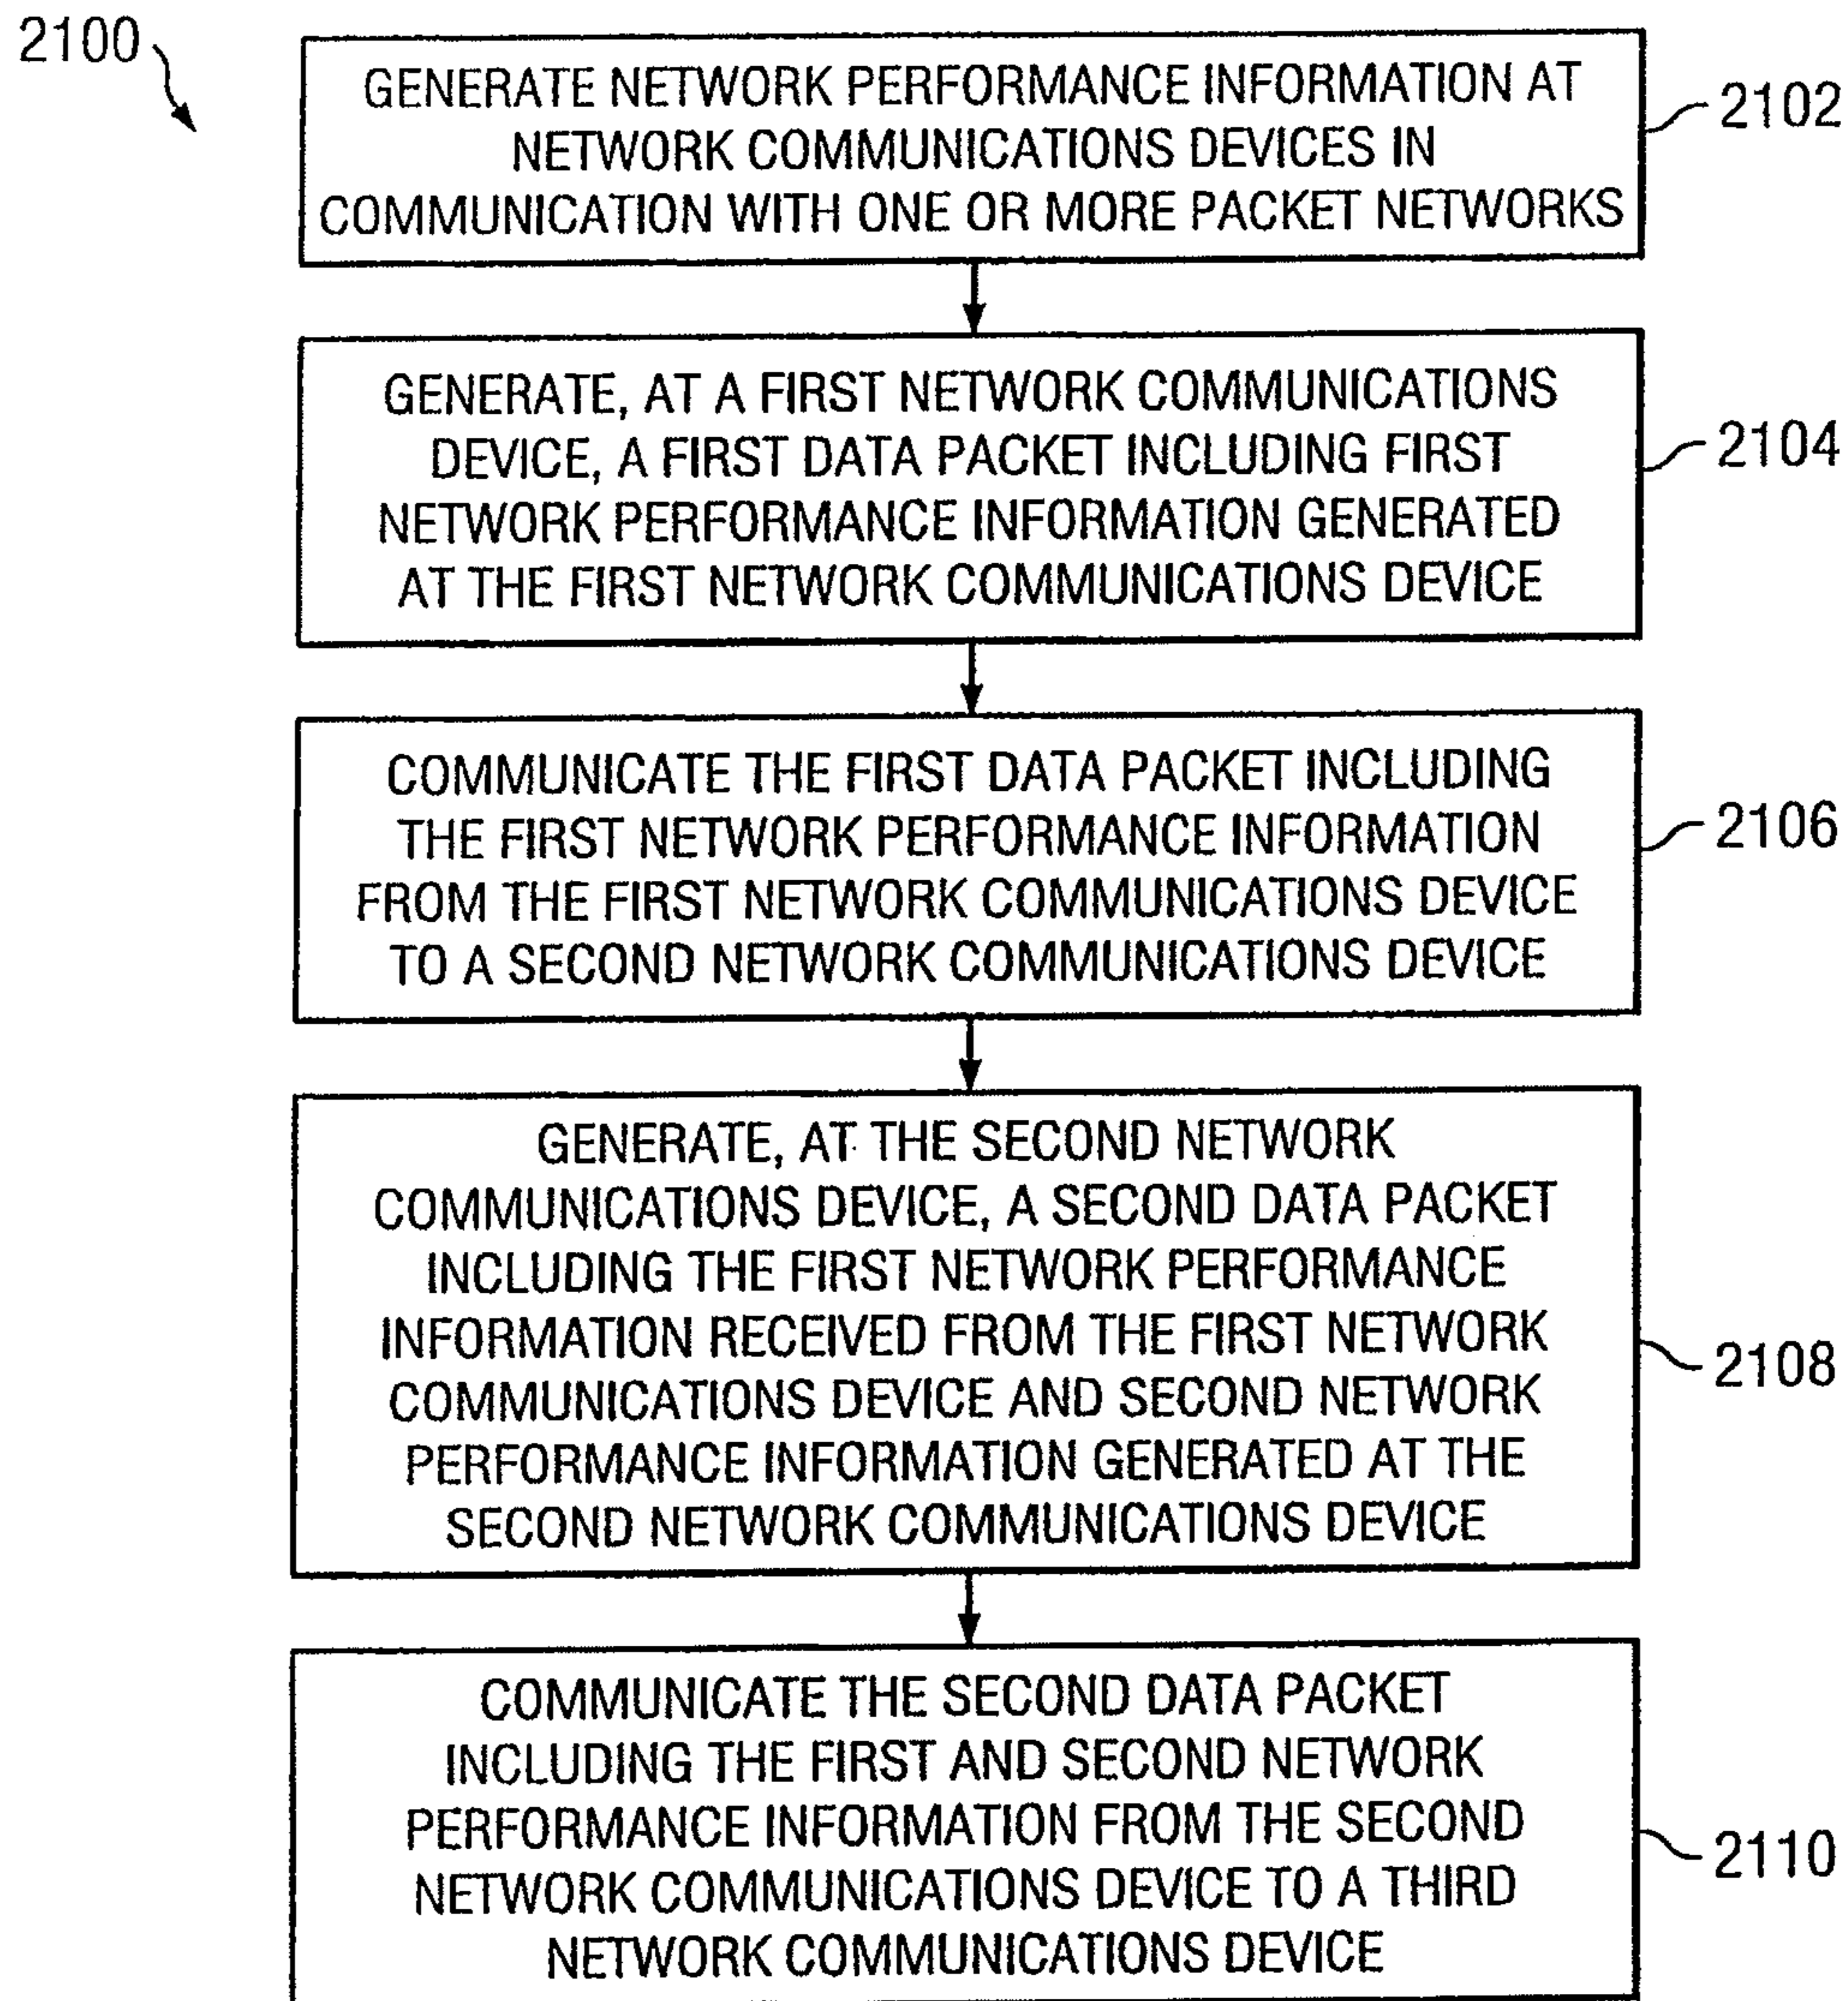 2100
GENERATE NETWORK PERFORMANCE INFORMATION AT
NETWORK COMMUNICATIONS DEVICES IN
COMMUNICATION WITH ONE OR MORE PACKET NETWORKS
2102
GENERATE, AT A FIRST NETWORK COMMUNICATIONS
DEVICE, A FIRST DATA PACKET INCLUDING FIRST
NETWORK PERFORMANCE INFORMATION GENERATED
AT THE FIRST NETWORK COMMUNICATIONS DEVICE
2104
COMMUNICATE THE FIRST DATA PACKET INCLUDING
THE FIRST NETWORK PERFORMANCE INFORMATION
FROM THE FIRST NETWORK COMMUNICATIONS DEVICE
TO A SECOND NETWORK COMMUNICATIONS DEVICE
2106
GENERATE, AT THE SECOND NETWORK
COMMUNICATIONS DEVICE, A SECOND DATA PACKET
INCLUDING THE FIRST NETWORK PERFORMANCE
INFORMATION RECEIVED FROM THE FIRST NETWORK
COMMUNICATIONS DEVICE AND SECOND NETWORK
PERFORMANCE INFORMATION GENERATED AT THE
SECOND NETWORK COMMUNICATIONS DEVICE
2108
COMMUNICATE THE SECOND DATA PACKET
INCLUDING THE FIRST AND SECOND NETWORK
PERFORMANCE INFORMATION FROM THE SECOND
NETWORK COMMUNICATIONS DEVICE TO A THIRD
NETWORK COMMUNICATIONS DEVICE
2110